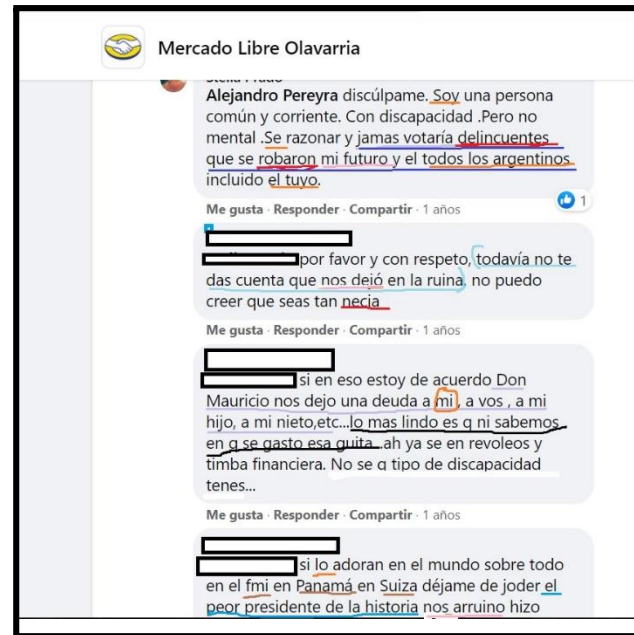 Mercado Libre Olavarria
Alejandro Pereyra discúlpame. Soy una persona
común y corriente. Con discapacidad .Pero no
mental .Se razonar y jamas votaría delincuentes
que se robaron mi futuro y el todos los argentinos
incluido el tuyo.
Me gusta · Responder · Compartir · 1 años
1
por favor y con respeto, todavía no te
das cuenta que nos dejó en la ruina, no puedo
creer que seas tan necia
Me gusta · Responder · Compartir · 1 años
si en eso estoy de acuerdo Don
Mauricio nos dejo una deuda a mi , a vos , a mi
hijo, a mi nieto,etc...lo mas lindo es q ni sabemos
en q se gasto esa guita..ah ya se en revoleos y
timba financiera. No se q tipo de discapacidad
tenes...
Me gusta · Responder · Compartir · 1 años
si lo adoran en el mundo sobre todo
en el fmi en Panamá en Suiza déjame de joder el
peor presidente de la historia nos arruino hizo